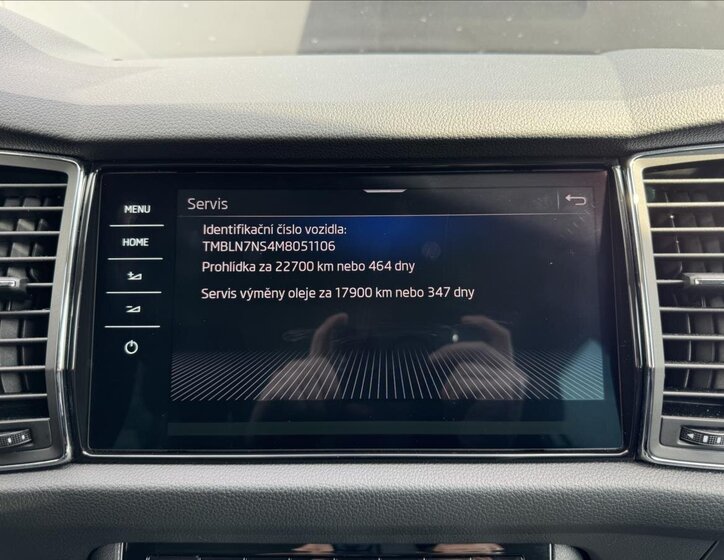 MENU
Servis
HOME
Identifikační číslo vozidla:
TMBLN7NS4M8051106
Prohlídka za 22700 km nebo 464 dny
Servis výměny oleje za 17900 km nebo 347 dny